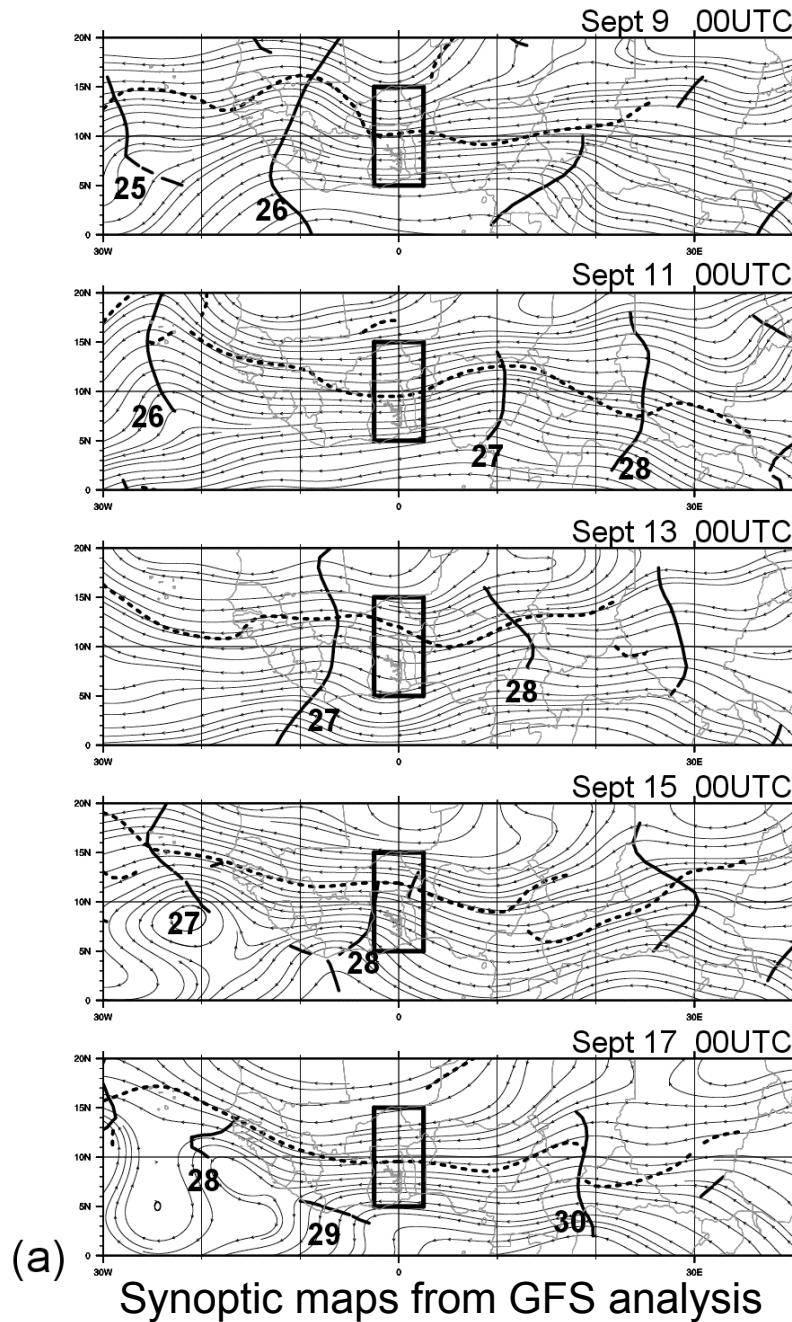 Sept 9 00UTC
20N
15N
10N
5N
0
25
26
30W
0
30E
Sept 11 00UTC
20N
15N
10N
5N
0
26
27
28
30W
0
30E
Sept 13 00UTC
20N
15N
10N
5N
0
27
28
30W
0
30E
Sept 15 00UTC
20N
15N
10N
5N
0
27
28
30W
0
30E
Sept 17 00UTC
20N
15N
10N
5N
0
28
29
30
30W
0
30E
(a)
Synoptic maps from GFS analysis